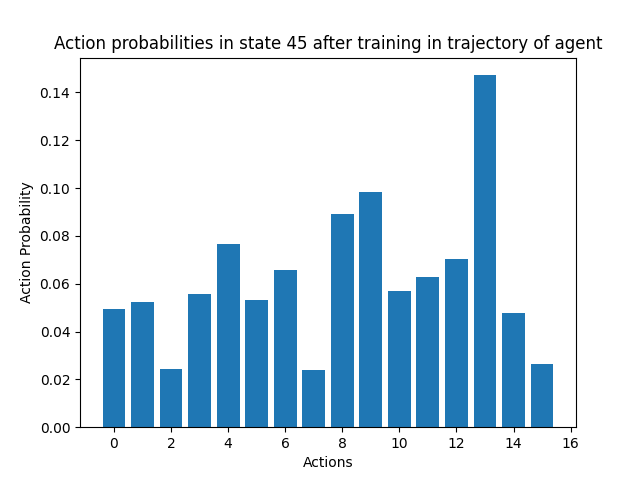 Action probabilities in state 45 after training in trajectory of agent
0.14
0.12
0.10
0.08
0.06
0.04
0.02
0.00
Action Probability
0 2 4 6 8 10 12 14 16
Actions